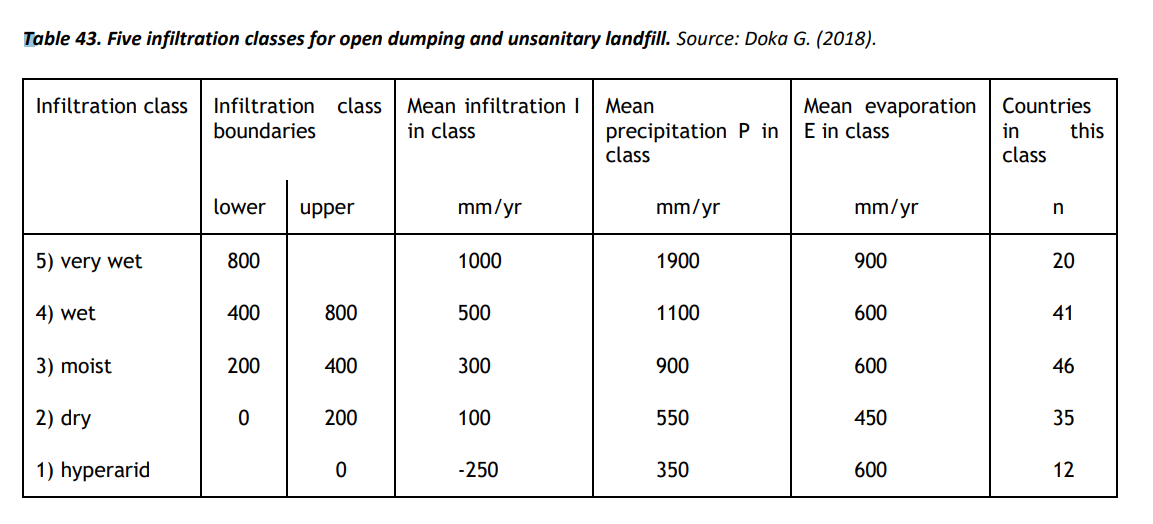 Table 43. Five infiltration classes for open dumping and unsanitary landfill. Source: Doka G. (2018).
Infiltration class Infiltration class Mean infiltration I Mean Mean evaporation Countries
boundaries in class precipitation P in E in class in this
class class
lower upper mm/yr mm/yr mm/yr n
5) very wet 800 1000 1900 900 20
4) wet 400 800 500 1100 600 41
3) moist 200 400 300 900 600 46
2) dry 0 200 100 550 450 35
1) hyperarid 0 -250 350 600 12